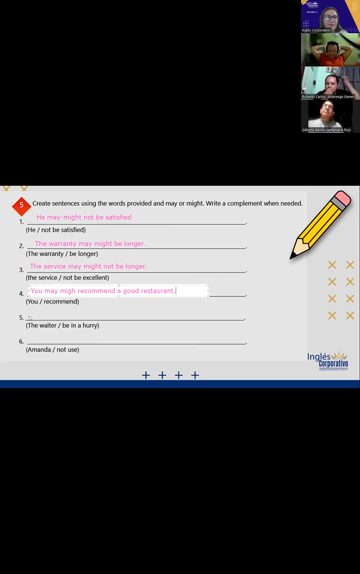 Inglés Corporativo
5 Create sentences using the words provided and may or might. Write a complement when needed.
He may-might not be satisfied
1.
(He / not be satisfied)
The warranty may might be longer.
2.
(The warranty / be longer)
The service may might not be longer.
3.
(the service / not be excellent)
You may migh recommend a good restaurant.
4.
(You / recommend)
5.
(The waiter / be in a hurry)
6.
(Amanda / not use)
Inglés
Corporativo